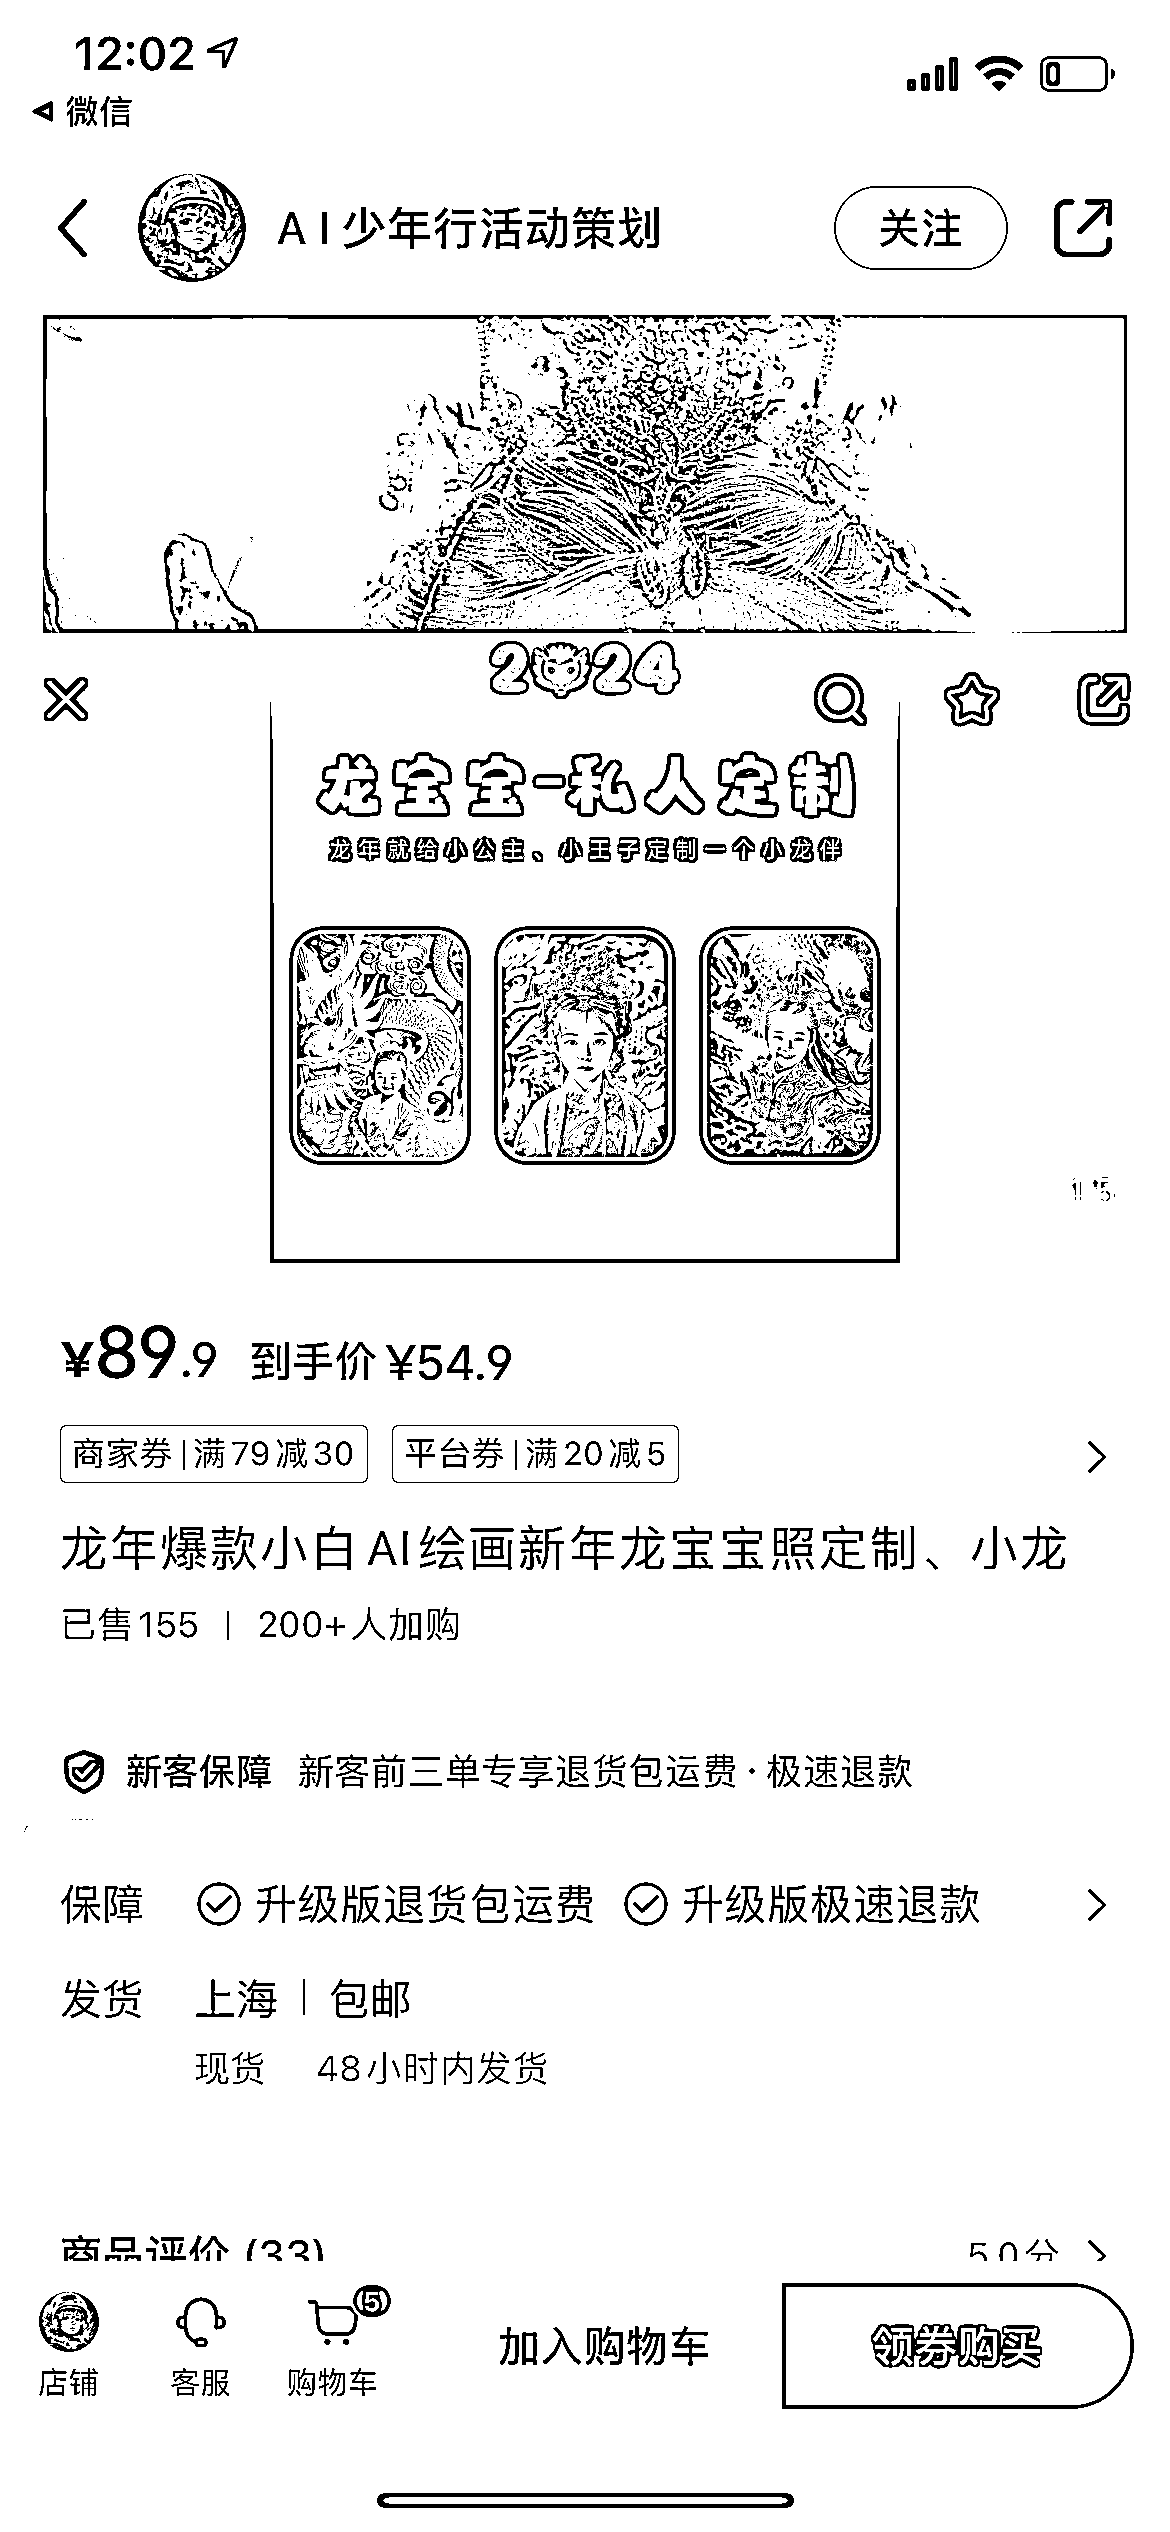 12:02
微信
AI少年行活动策划
关注
2024
龙宝宝-私人定制
龙年就给小公主、小王子定制一个小龙伴
¥89.9 到手价 ¥54.9
商家券|满79减30 平台券|满20减5
龙年爆款小白AI绘画新年龙宝宝照定制、小龙
已售155 | 200+人加购
新客保障 新客前三单专享退货包运费·极速退款
保障 升级版退货包运费 升级版极速退款
发货 上海 | 包邮
现货 48小时内发货
商品评价 (33) 5.0分
5
店铺 客服 购物车 加入购物车 领券购买